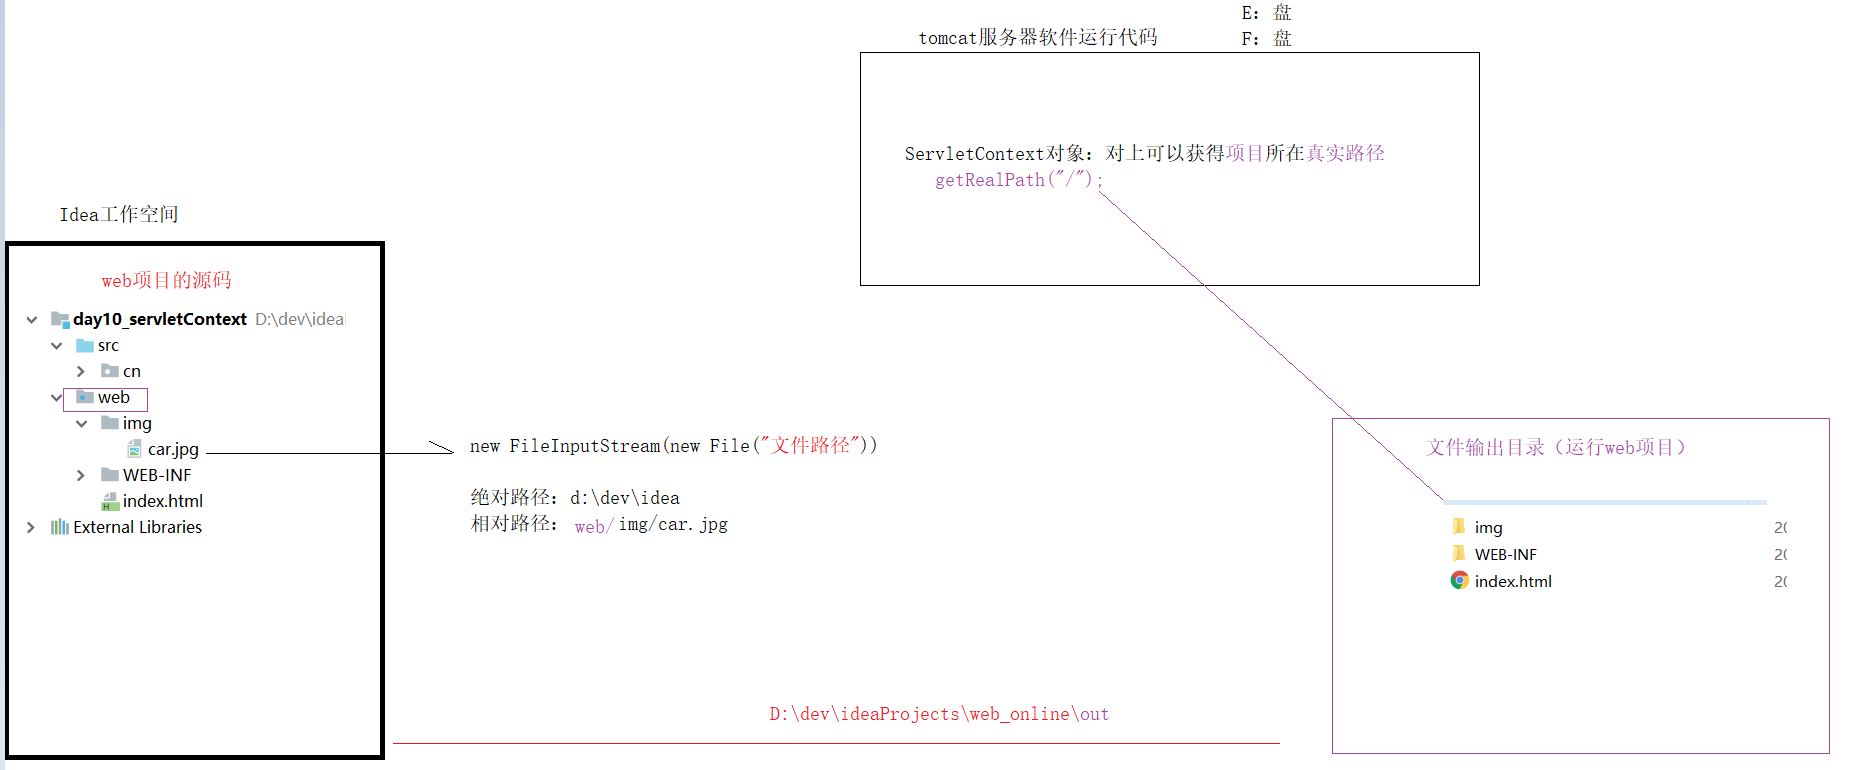 E: 盘
F: 盘
tomcat服务器软件运行代码
ServletContext对象：对上可以获得项目所在真实路径
getRealPath("/");
Idea工作空间
web项目的源码
day10_servletContext D:\dev\idea
src
cn
web
img
car.jpg
WEB-INF
index.html
External Libraries
new FileInputStream(new File("文件路径"))
绝对路径：d:\dev\idea
相对路径： web/img/car.jpg
文件输出目录（运行web项目）
img 20
WEB-INF 20
index.html 20
D:\dev\ideaProjects\web_online\out